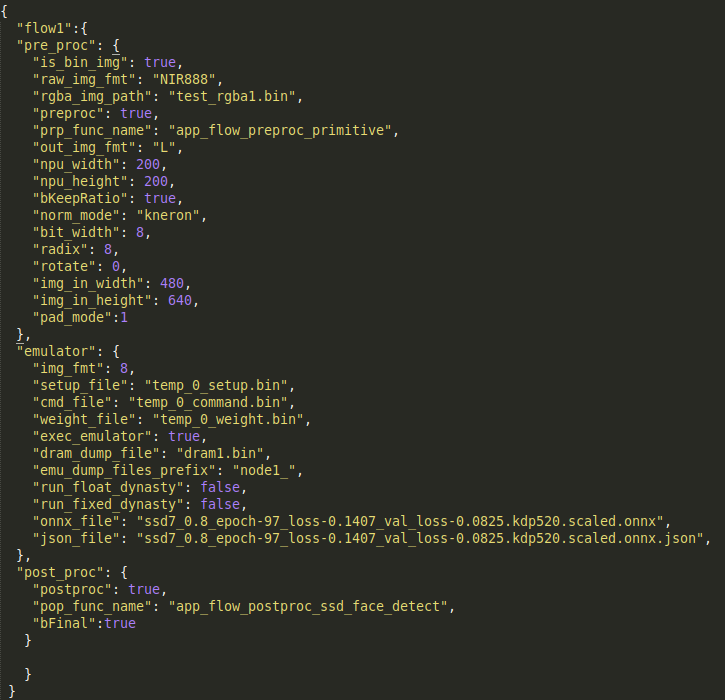 {
  "flow1":{
  "pre_proc": {
    "is_bin_img": true,
    "raw_img_fmt": "NIR888",
    "rgba_img_path": "test_rgba1.bin",
    "preproc": true,
    "prp_func_name": "app_flow_preproc_primitive",
    "out_img_fmt": "L",
    "npu_width": 200,
    "npu_height": 200,
    "bKeepRatio": true,
    "norm_mode": "kneron",
    "bit_width": 8,
    "radix": 8,
    "rotate": 0,
    "img_in_width": 480,
    "img_in_height": 640,
    "pad_mode":1
  },
  "emulator": {
    "img_fmt": 8,
    "setup_file": "temp_0_setup.bin",
    "cmd_file": "temp_0_command.bin",
    "weight_file": "temp_0_weight.bin",
    "exec_emulator": true,
    "dram_dump_file": "dram1.bin",
    "emu_dump_files_prefix": "node1_",
    "run_float_dynasty": false,
    "run_fixed_dynasty": false,
    "onnx_file": "ssd7_0.8_epoch-97_loss-0.1407_val_loss-0.0825.kdp520.scaled.onnx",
    "json_file": "ssd7_0.8_epoch-97_loss-0.1407_val_loss-0.0825.kdp520.scaled.onnx.json",
  },
  "post_proc": {
    "postproc": true,
    "pop_func_name": "app_flow_postproc_ssd_face_detect",
    "bFinal":true
   }

   }
 }